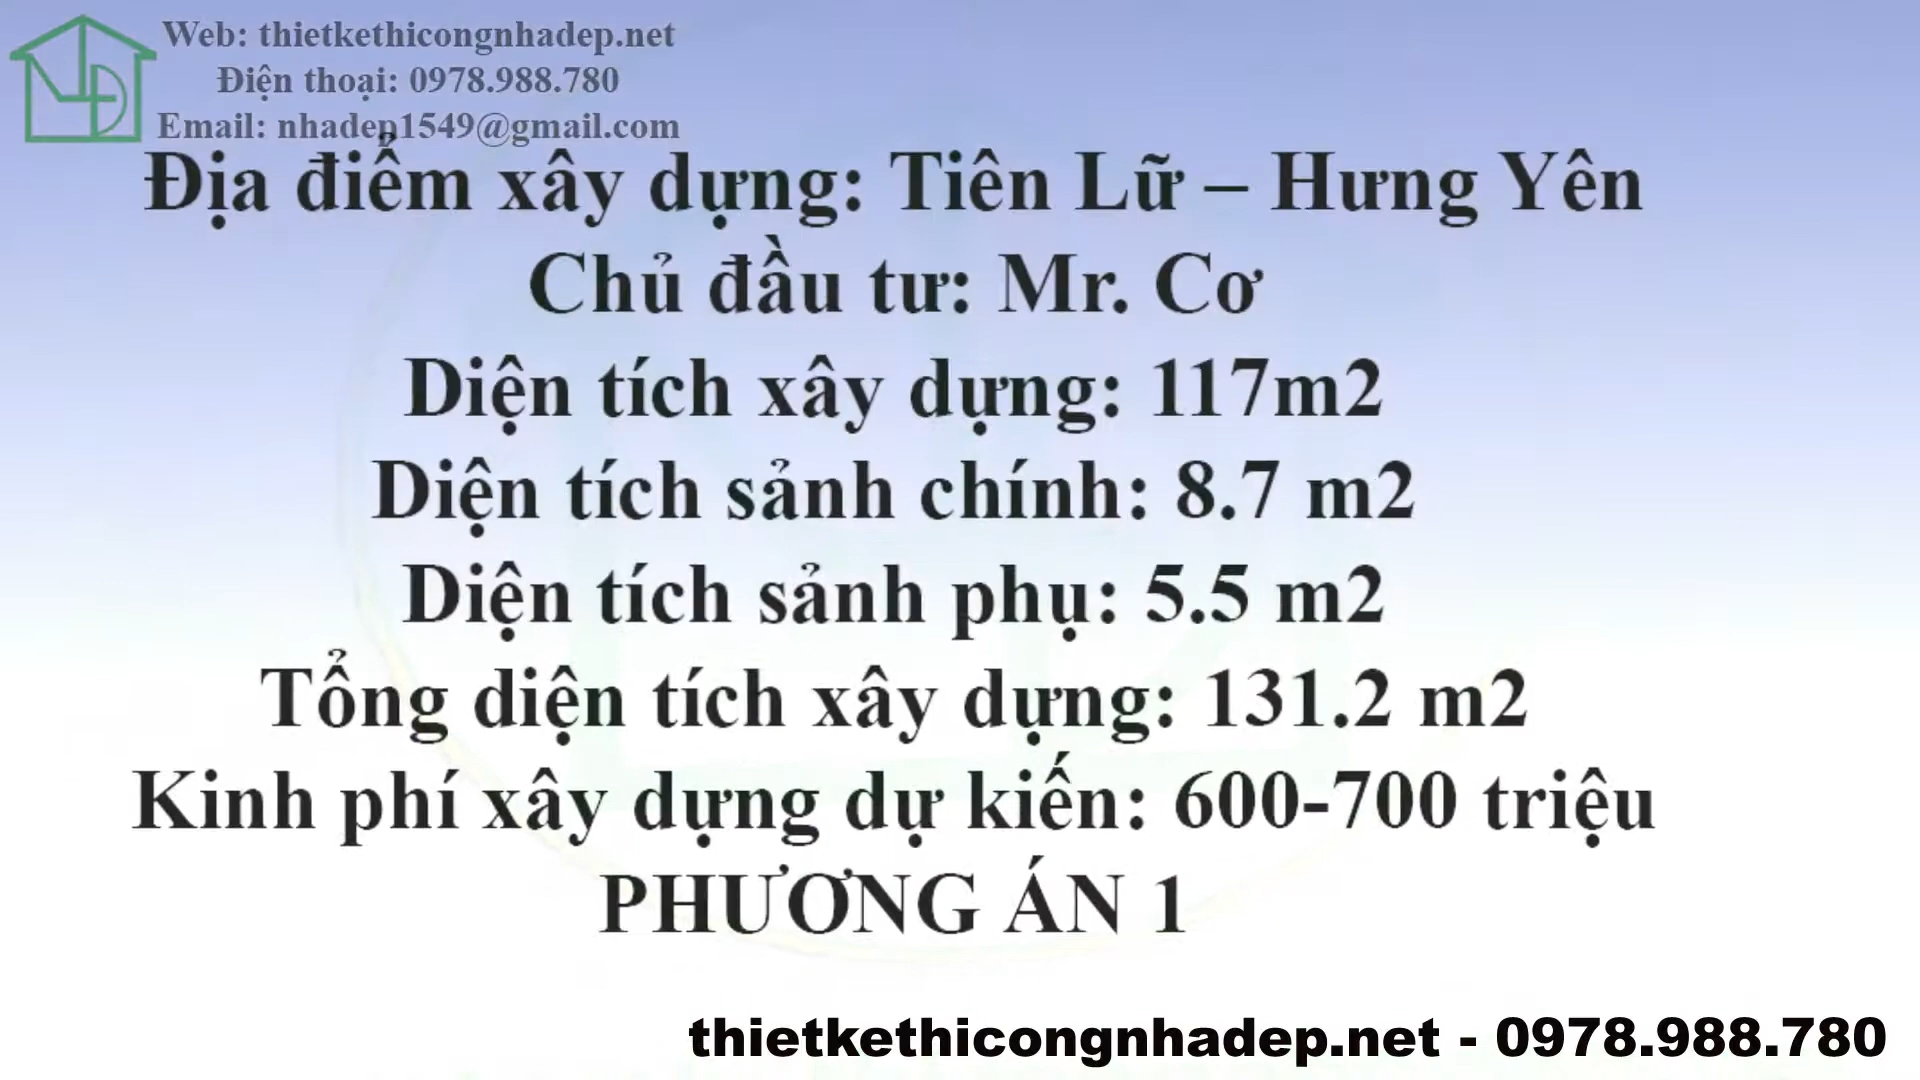 Web: thietkethicongnhadep.net
Điện thoại: 0978.988.780
Email: nhadep1549@gmail.com
Địa điểm xây dựng: Tiên Lữ – Hưng Yên
Chủ đầu tư: Mr. Cơ
Diện tích xây dựng: 117m2
Diện tích sảnh chính: 8.7 m2
Diện tích sảnh phụ: 5.5 m2
Tổng diện tích xây dựng: 131.2 m2
Kinh phí xây dựng dự kiến: 600-700 triệu
PHƯƠNG ÁN 1
thietkethicongnhadep.net - 0978.988.780